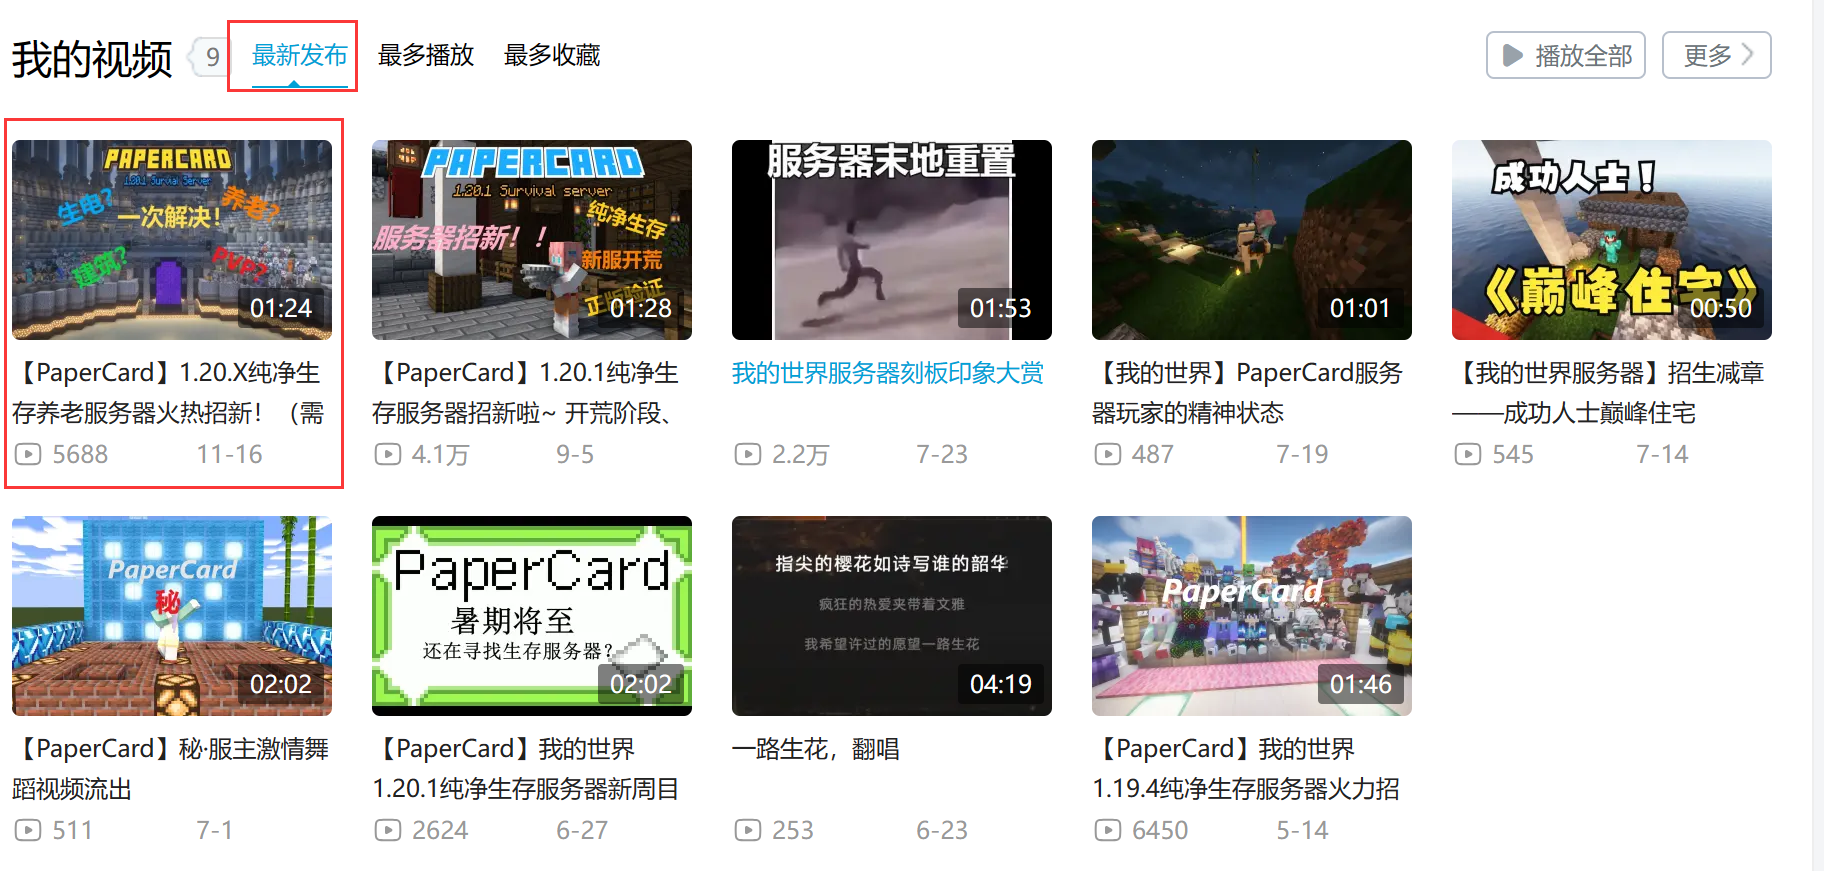 我的视频 9 最新发布 最多播放 最多收藏 播放全部 更多
PAPERCARD
1.20.1 Survival Server
生电?
养老?
一次解决!
建筑?
PVP?
01:24
【PaperCard】1.20.X纯净生
存养老服务器火热招新！（需
5688 11-16
PAPERCARD
1.20.1 Survival server
纯净生存
服务器招新！！
新服开荒
正版验证
01:28
【PaperCard】1.20.1纯净生
存服务器招新啦~ 开荒阶段、
4.1万 9-5
服务器末地重置
01:53
我的世界服务器刻板印象大赏
2.2万 7-23
01:01
【我的世界】PaperCard服务
器玩家的精神状态
487 7-19
成功人士！
《巅峰住宅》
00:50
【我的世界服务器】招生减章
——成功人士巅峰住宅
545 7-14
PaperCard
秘
02:02
【PaperCard】秘·服主激情舞
蹈视频流出
511 7-1
PaperCard
暑期将至
还在寻找生存服务器?
02:02
【PaperCard】我的世界
1.20.1纯净生存服务器新周目
2624 6-27
指尖的樱花如诗写谁的韶华
疯狂的热爱夹带着文雅
我希望许过的愿望一路生花
04:19
一路生花，翻唱
253 6-23
PaperCard
01:46
【PaperCard】我的世界
1.19.4纯净生存服务器火力招
6450 5-14